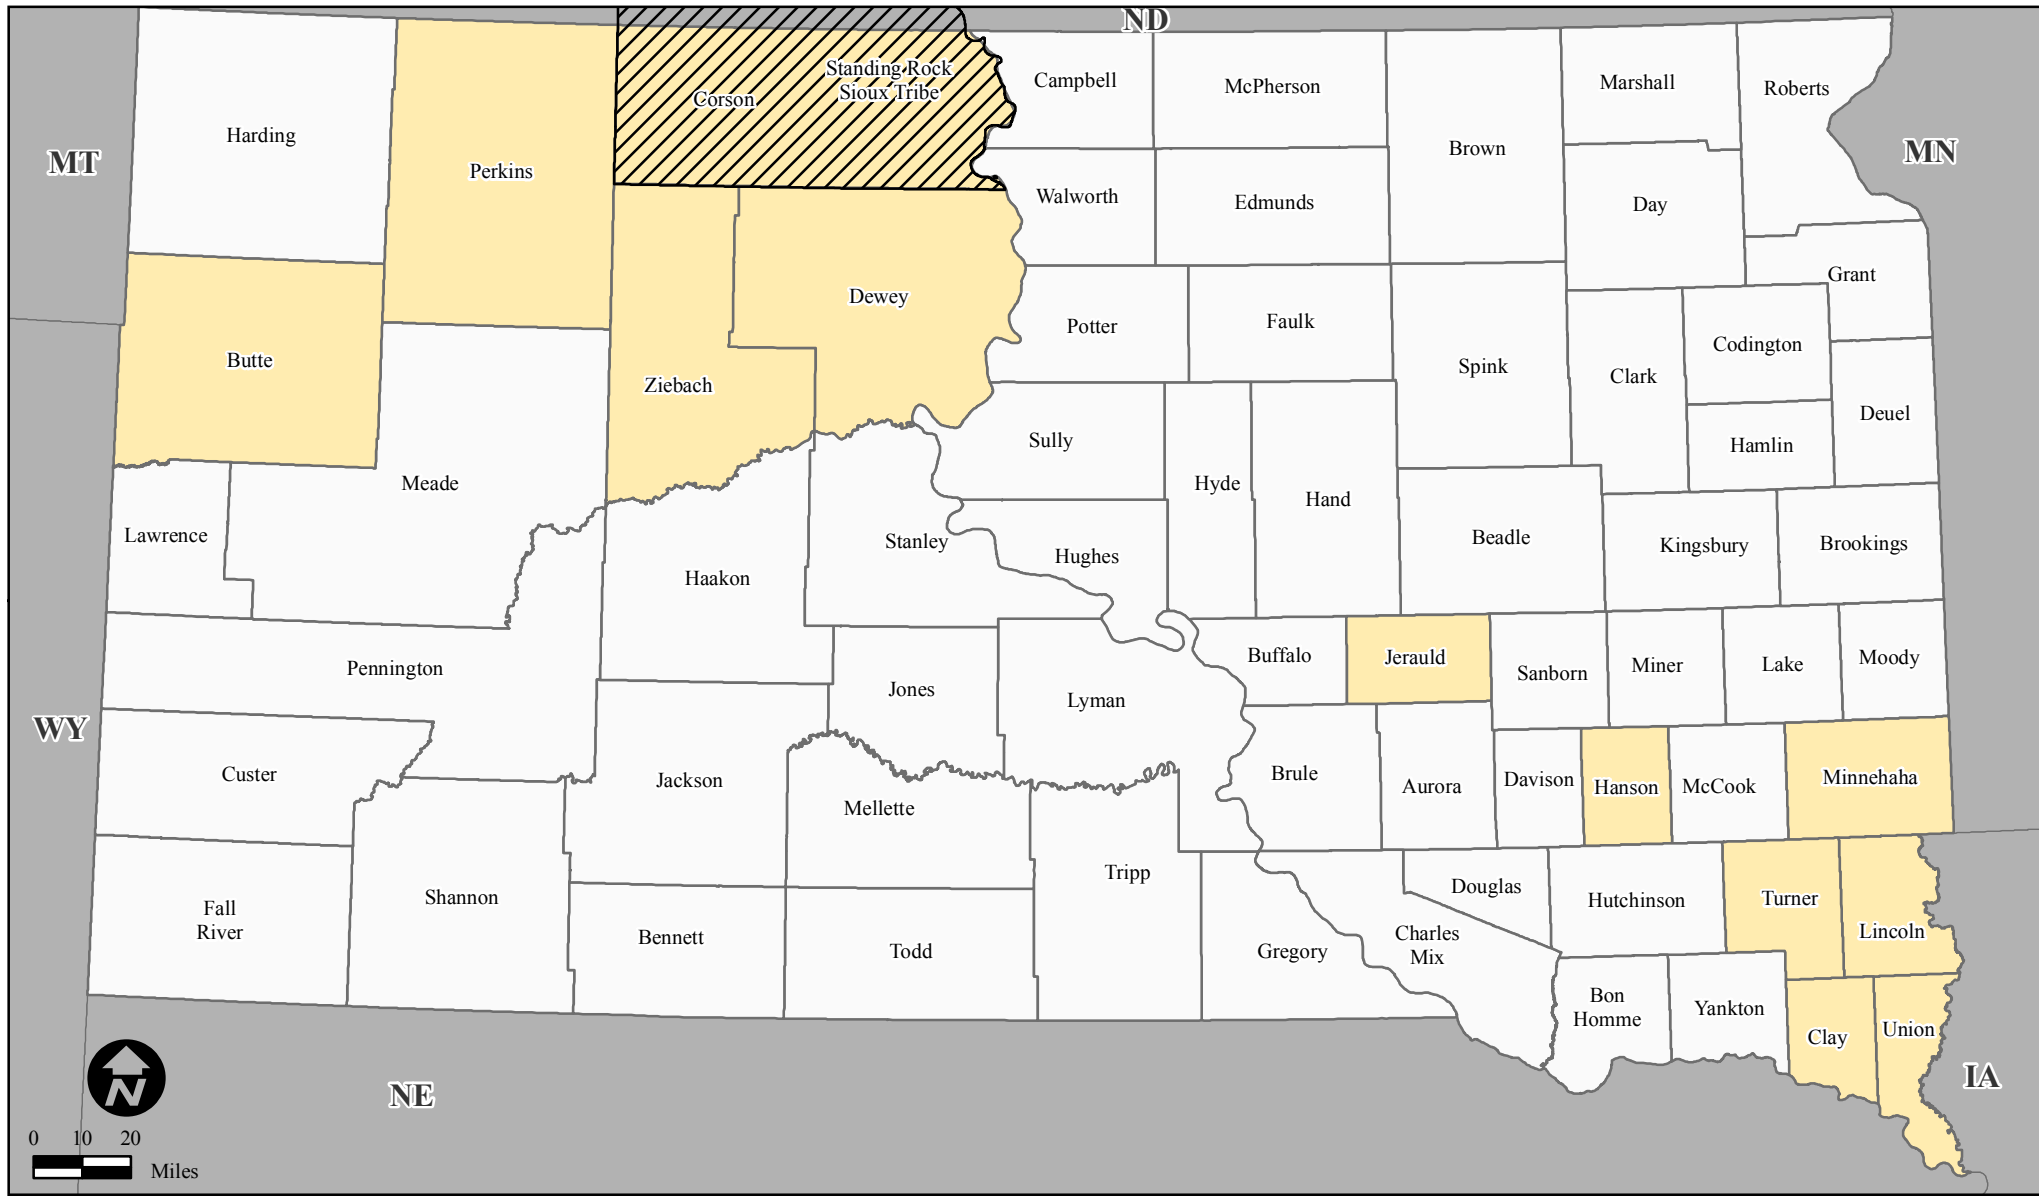 ND
Standing Rock
Sioux Tribe
Corson
Campbell
McPherson
Marshall
Roberts
Harding
Perkins
Brown
MT
MN
Walworth
Edmunds
Day
Grant
Dewey
Potter
Faulk
Butte
Ziebach
Spink
Clark
Codington
Deuel
Sully
Hamlin
Meade
Hyde
Hand
Lawrence
Stanley
Hughes
Beadle
Kingsbury
Brookings
Haakon
Pennington
Jones
Lyman
Buffalo
Jerauld
Sanborn
Miner
Lake
Moody
WY
Custer
Jackson
Mellette
Brule
Aurora
Davison
Hanson
McCook
Minnehaha
Fall
River
Shannon
Bennett
Todd
Tripp
Gregory
Charles
Mix
Douglas
Hutchinson
Turner
Lincoln
Bon
Homme
Yankton
Clay
Union
N
NE
IA
0 10 20
Miles